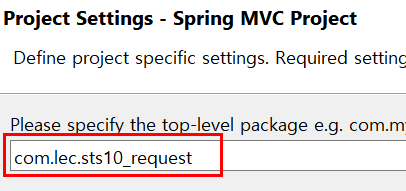 Project Settings - Spring MVC Project
Define project specific settings. Required setting
Please specify the top-level package e.g. com.my
com.lec.sts10_request